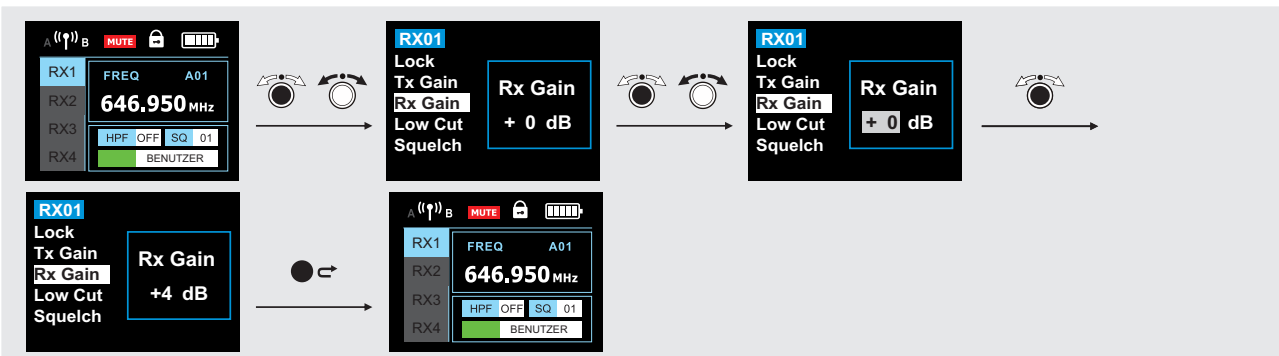 A B MUTE
RX1
RX2
RX3
RX4
FREQ A01
646.950 MHz
HPF OFF SQ 01
BENUTZER
RX01
Lock
Tx Gain
Rx Gain
Low Cut
Squelch
Rx Gain
+ 0 dB
RX01
Lock
Tx Gain
Rx Gain
Low Cut
Squelch
Rx Gain
+ 0 dB
RX01
Lock
Tx Gain
Rx Gain
Low Cut
Squelch
Rx Gain
+4 dB
A B MUTE
RX1
RX2
RX3
RX4
FREQ A01
646.950 MHz
HPF OFF SQ 01
BENUTZER